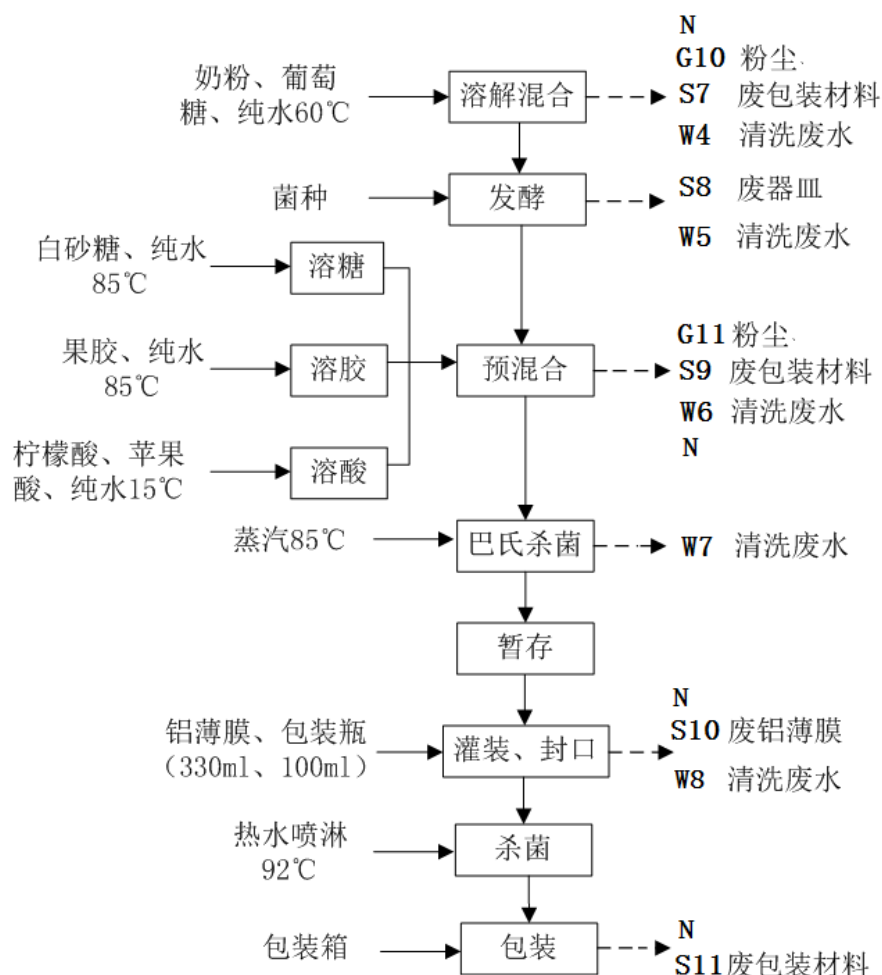 N
G10 粉尘
奶粉、葡萄
糖、纯水60℃
溶解混合
S7 废包装材料
W4 清洗废水
菌种
发酵
S8 废器皿
W5 清洗废水
白砂糖、纯水
85℃
溶糖
果胶、纯水
85℃
溶胶
预混合
G11 粉尘
S9 废包装材料
W6 清洗废水
N
柠檬酸、苹果
酸、纯水15℃
溶酸
蒸汽85℃
巴氏杀菌
W7 清洗废水
暂存
铝薄膜、包装瓶
（330ml、100ml）
灌装、封口
N
S10 废铝薄膜
W8 清洗废水
热水喷淋
92℃
杀菌
包装箱
包装
N
S11废包装材料